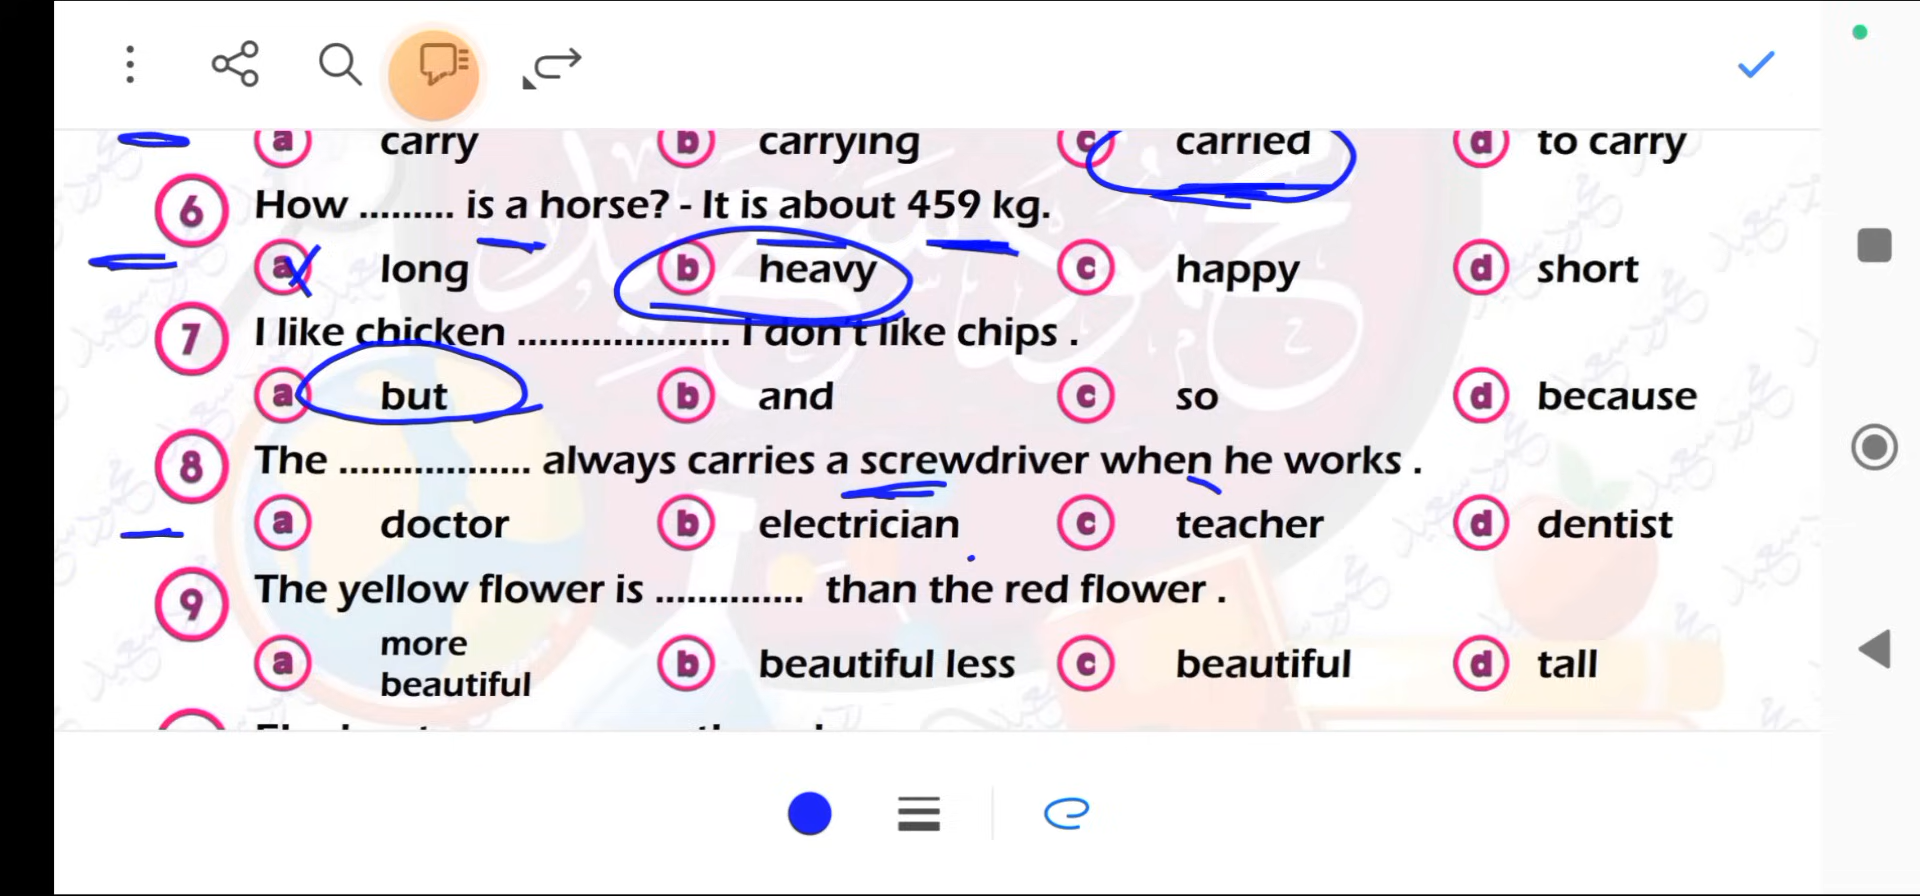 a carry b carrying c carried d to carry
6 How ......... is a horse? - It is about 459 kg.
a long b heavy c happy d short
7 I like chicken .................... I don't like chips .
a but b and c so d because
8 The .................. always carries a screwdriver when he works .
a doctor b electrician c teacher d dentist
9 The yellow flower is .............. than the red flower .
a more beautiful b beautiful less c beautiful d tall